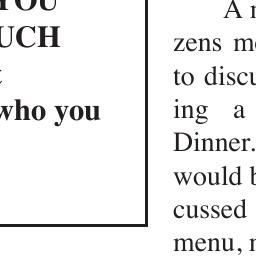 YOU
UCH
who you
A
zens
to discu
ing a
Dinner.
would b
cussed
menu,